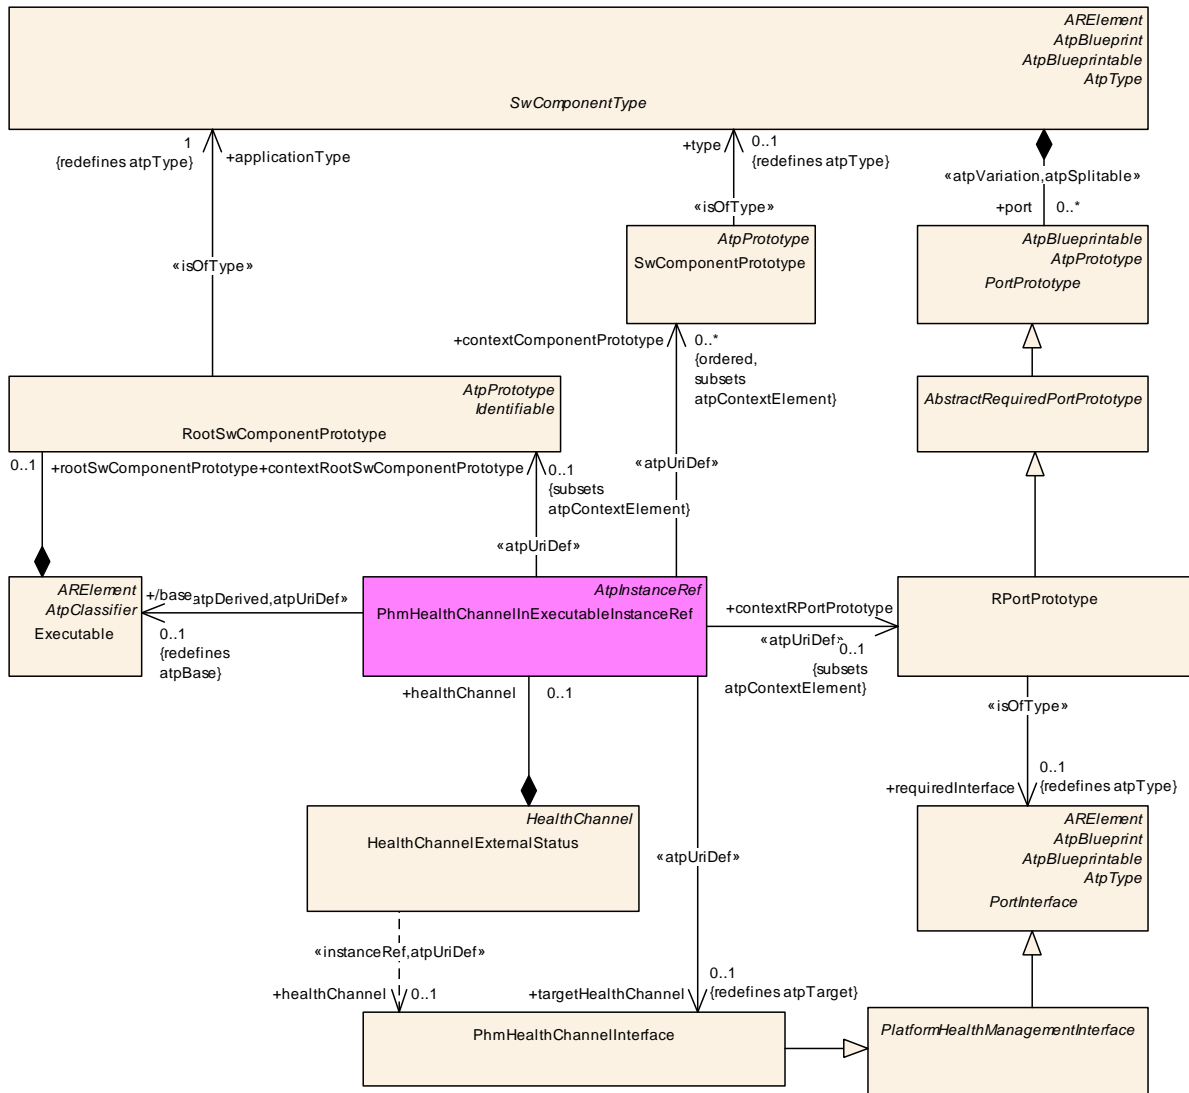 ARElement
AtpBlueprint
AtpBlueprintable
AtpType
SwComponentType
1
{redefines atpType}
+applicationType
+type
0..1
{redefines atpType}
«atpVariation,atpSplitable»
+port 0..*
«isOfType»
«isOfType»
AtpPrototype
SwComponentPrototype
AtpBlueprintable
AtpPrototype
PortPrototype
+contextComponentPrototype
0..*
{ordered,
subsets
atpContextElement}
AtpPrototype
Identifiable
RootSwComponentPrototype
AbstractRequiredPortPrototype
0..1
+rootSwComponentPrototype+contextRootSwComponentPrototype
0..1
{subsets
atpContextElement}
«atpUriDef»
«atpUriDef»
ARElement
AtpClassifier
Executable
+/base
atpDerived,atpUriDef»
0..1
{redefines
atpBase}
AtpInstanceRef
PhmHealthChannelInExecutableInstanceRef
+contextRPortPrototype
«atpUriDef»
0..1
{subsets
atpContextElement}
RPortPrototype
+healthChannel 0..1
«isOfType»
+requiredInterface
0..1
{redefines atpType}
HealthChannel
HealthChannelExternalStatus
«atpUriDef»
ARElement
AtpBlueprint
AtpBlueprintable
AtpType
PortInterface
«instanceRef,atpUriDef»
+healthChannel 0..1
+targetHealthChannel
0..1
{redefines atpTarget}
PhmHealthChannelInterface
PlatformHealthManagementInterface